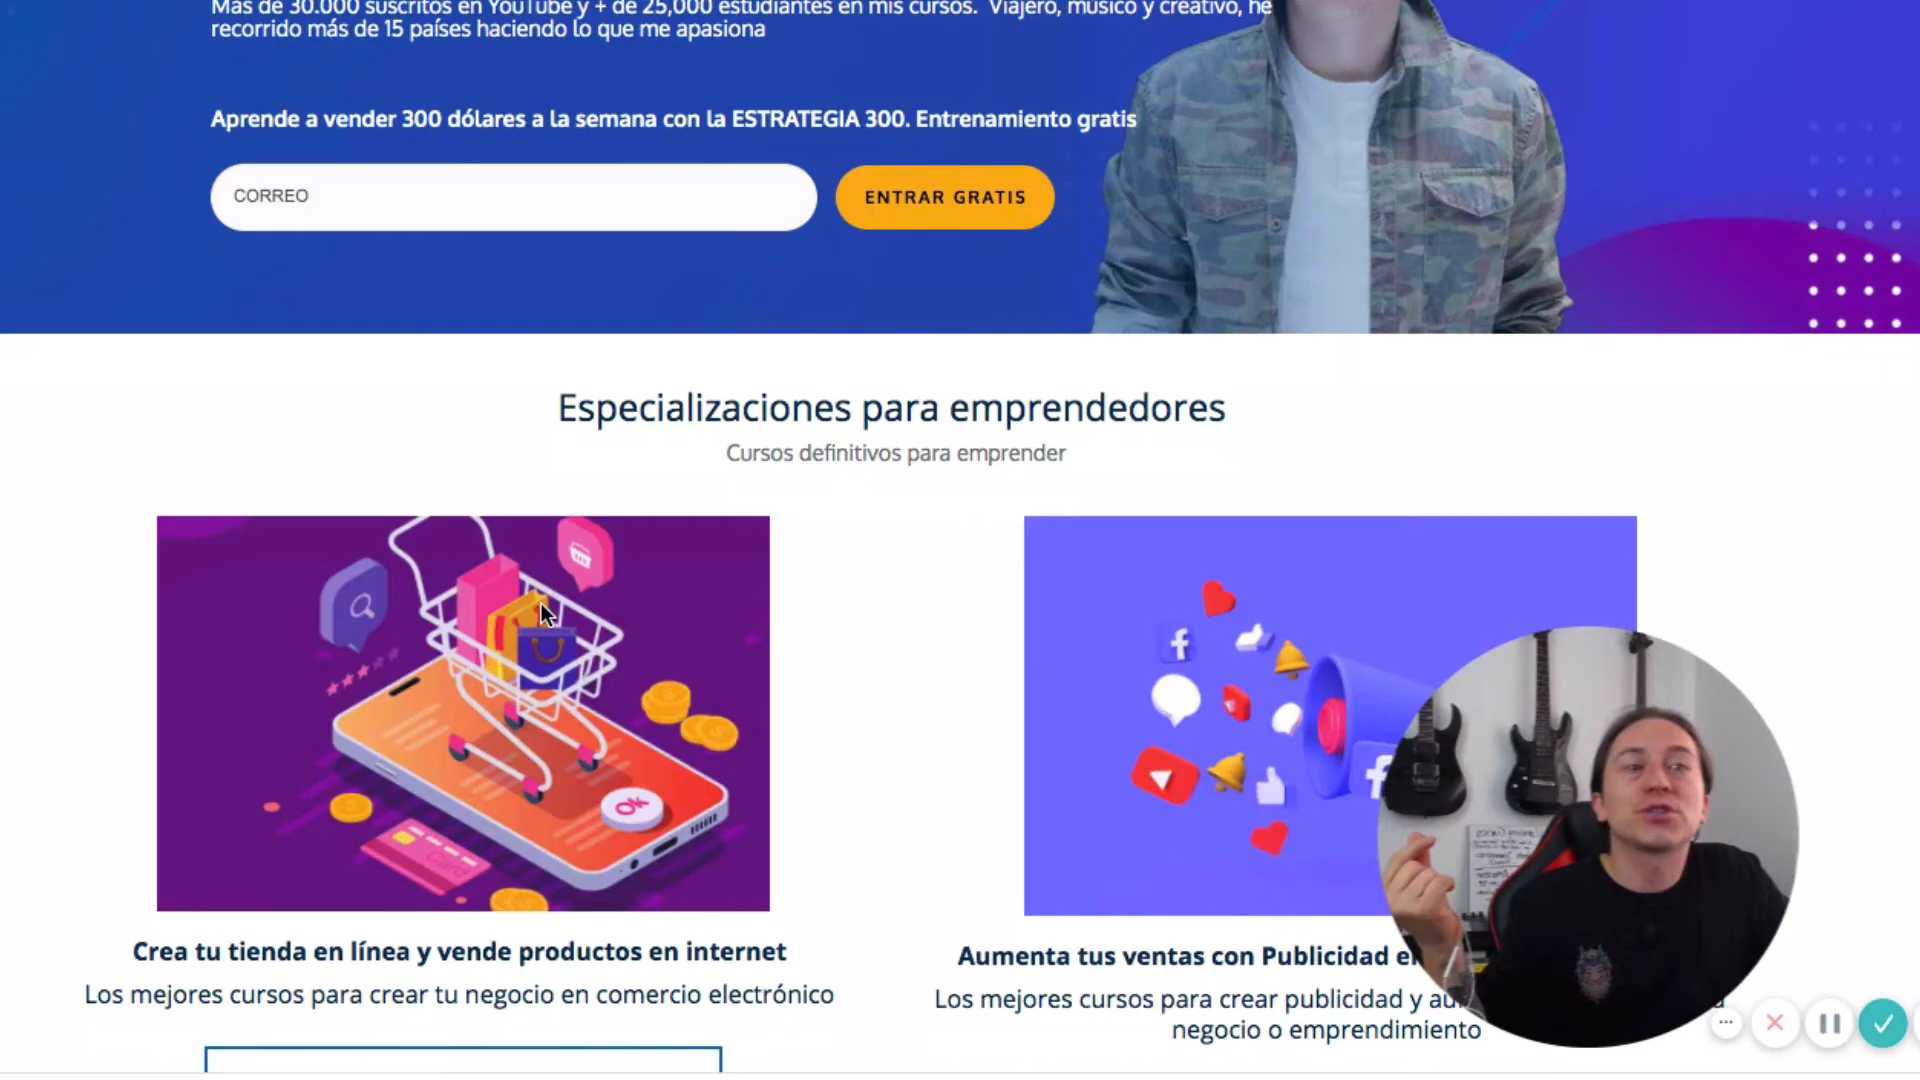 Más de 30.000 suscritos en YouTube y + de 25,000 estudiantes en mis cursos. Viajero, músico y creativo, he
recorrido más de 15 países haciendo lo que me apasiona
Aprende a vender 300 dólares a la semana con la ESTRATEGIA 300. Entrenamiento gratis
CORREO
ENTRAR GRATIS
Especializaciones para emprendedores
Cursos definitivos para emprender
Ok
Card
Crea tu tienda en línea y vende productos en internet
Los mejores cursos para crear tu negocio en comercio electrónico
Aumenta tus ventas con Publicidad
Los mejores cursos para crear publicidad y
negocio o emprendimiento